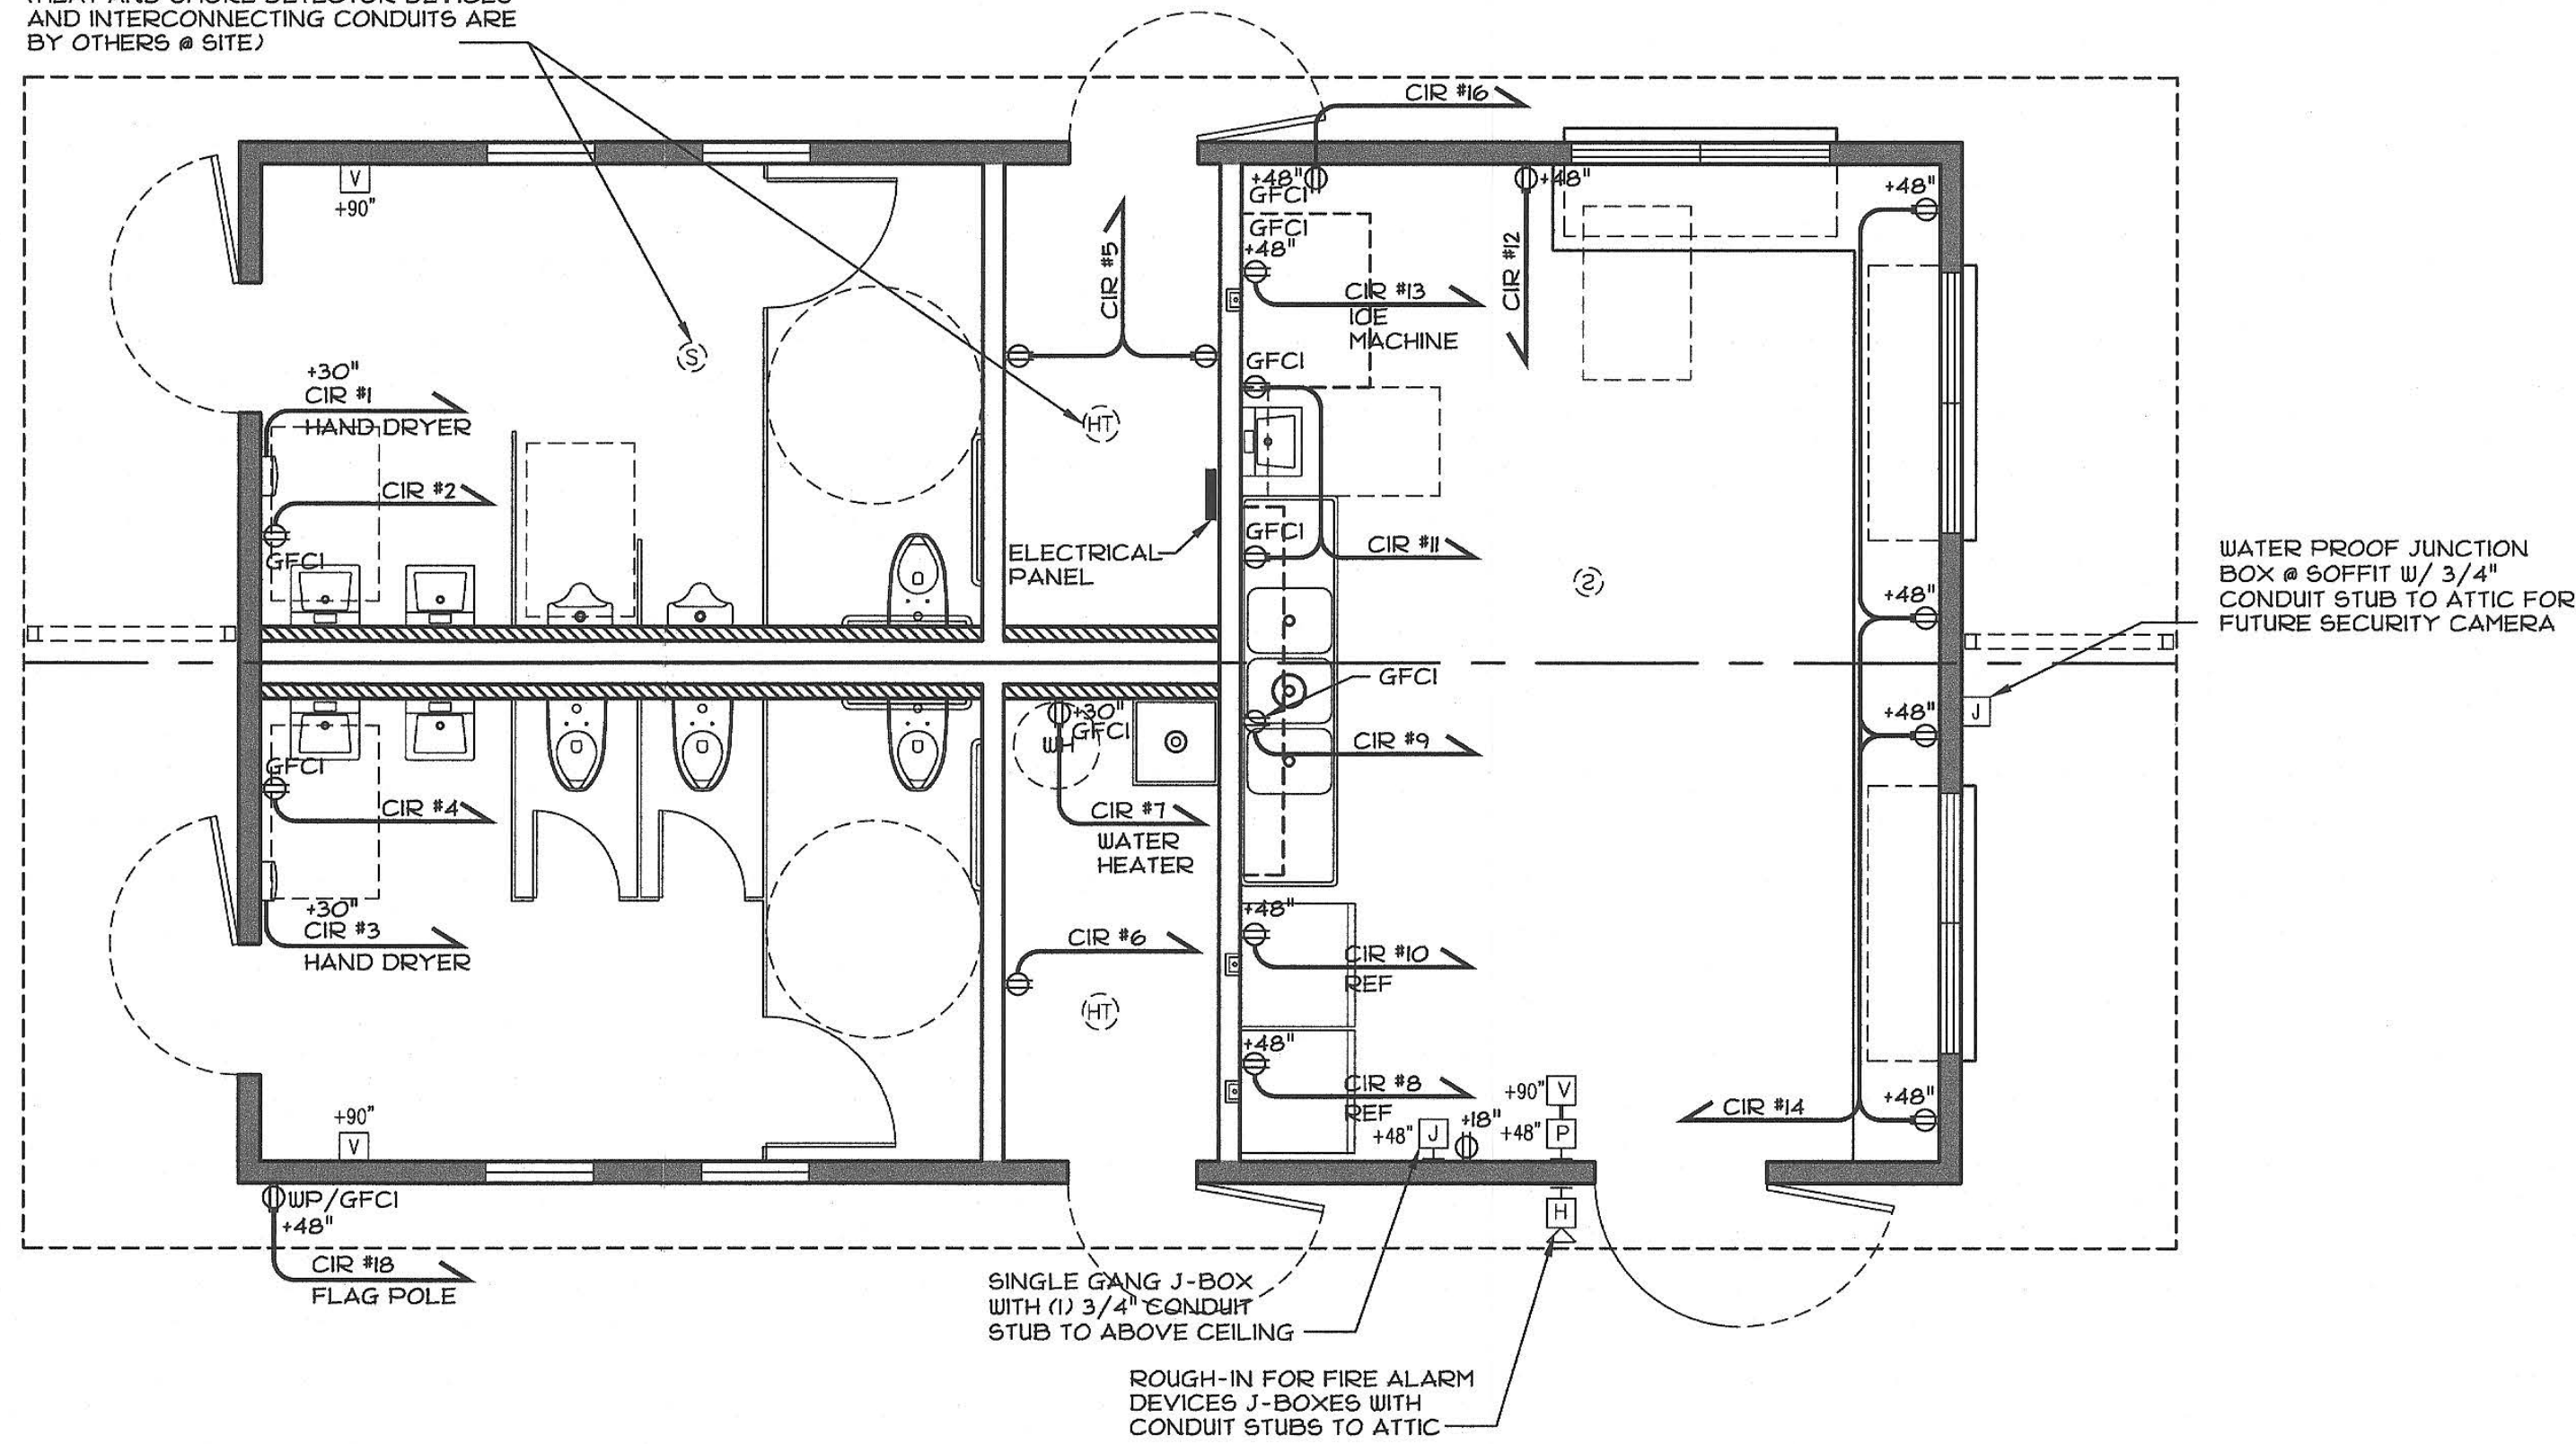 AND INTERCONNECTING CONDUITS ARE
BY OTHERS @ SITE)
CIR #16
V
+90"
+48"
GFCI
+48"
+48"
GFCI
+48"
CIR #5
CIR #12
CIR #13
ICE
MACHINE
S
GFCI
+30"
CIR #1
HAND DRYER
HT
CIR #2
GFCI
ELECTRICAL
PANEL
GFCI
CIR #11
S
+48"
WATER PROOF JUNCTION
BOX @ SOFFIT W/ 3/4"
CONDUIT STUB TO ATTIC FOR
FUTURE SECURITY CAMERA
GFCI
+48"
J
+30"
GFCI
WH
CIR #9
GFCI
CIR #4
CIR #7
WATER
HEATER
+30"
CIR #3
HAND DRYER
CIR #6
+48"
CIR #10
REF
HT
+48"
CIR #8
REF
+90" V
+48" J
+18"
+48" P
CIR #14
+48"
+90"
V
WP/GFCI
+48"
H
CIR #18
FLAG POLE
SINGLE GANG J-BOX
WITH (1) 3/4" CONDUIT
STUB TO ABOVE CEILING
ROUGH-IN FOR FIRE ALARM
DEVICES J-BOXES WITH
CONDUIT STUBS TO ATTIC